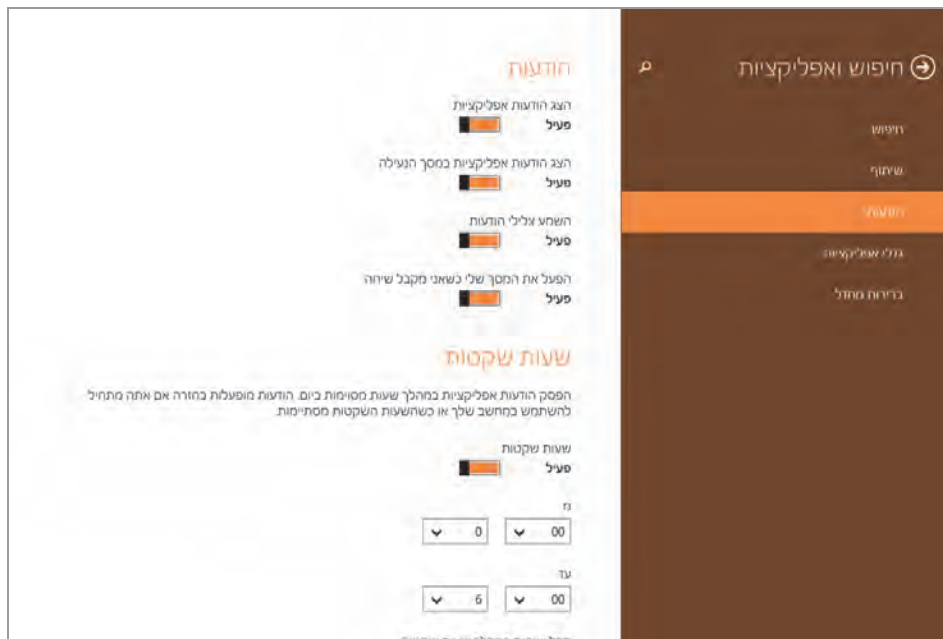 חיפוש ואפליקציות
חיפוש
שיתוף
הודעות
גדלי אפליקציות
ברירות מחדל
הודעות
הצג הודעות אפליקציות
פעיל
הצג הודעות אפליקציות במסך הנעילה
פעיל
השמע צלילי הודעות
פעיל
הפעל את המסך שלי כשאני מקבל שיחה
פעיל
שעות שקטות
הפסק הודעות אפליקציות במהלך שעות מסוימות ביום. הודעות מופעלות בחזרה אם אתה מתחיל
להשתמש במחשב שלך או כשהשעות השקטות מסתיימות.
שעות שקטות
פעיל
מ
00 0
עד
00 6